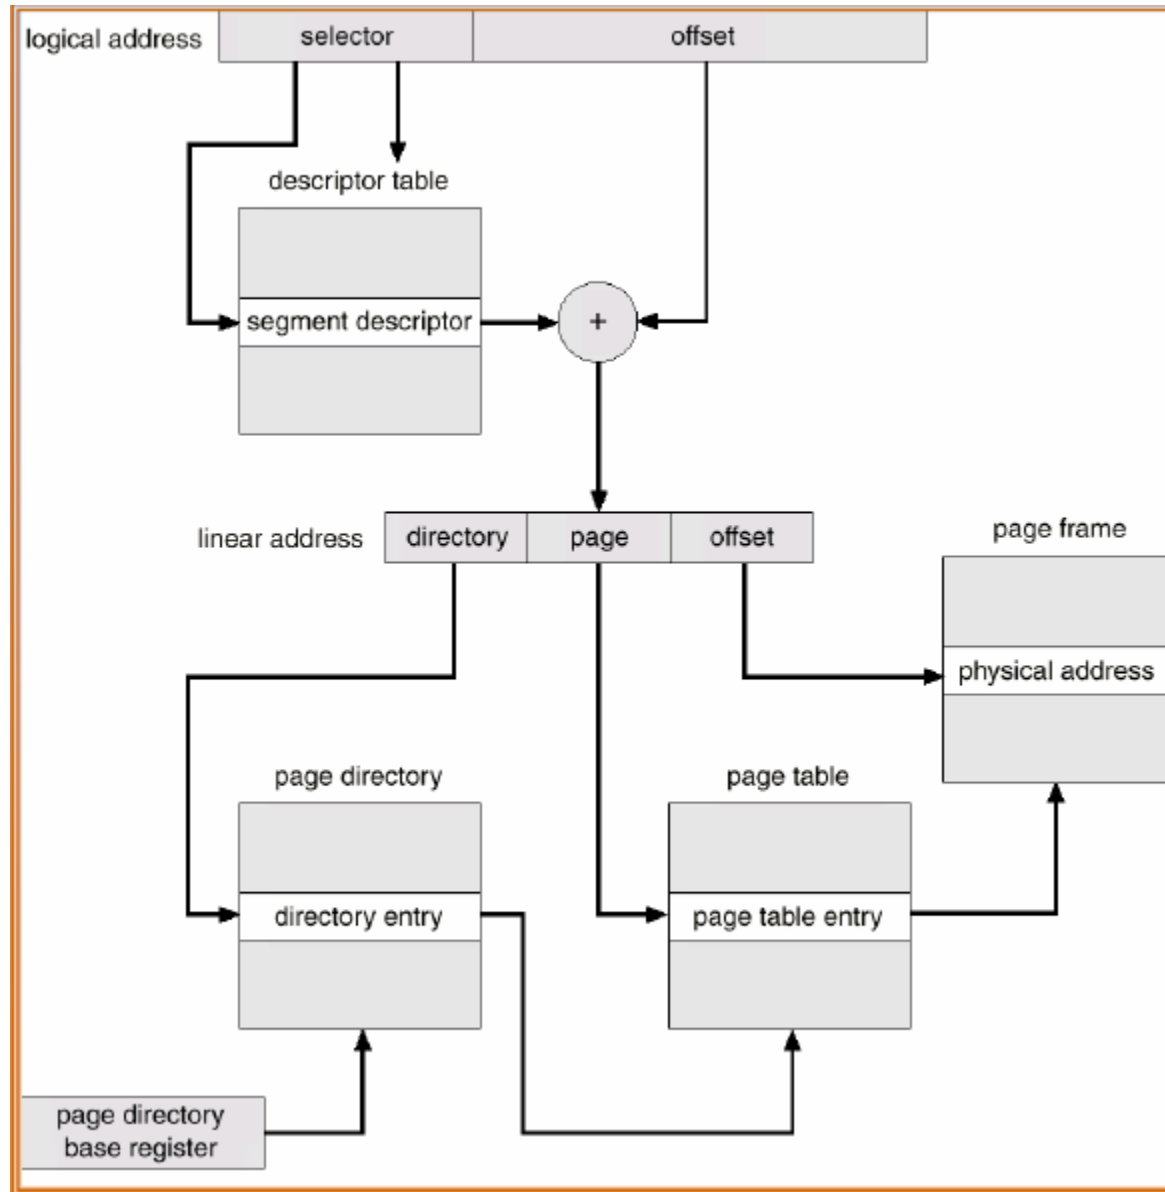 logical address selector offset
descriptor table
segment descriptor +
linear address directory page offset
page frame
physical address
page directory page table
directory entry page table entry
page directory
base register